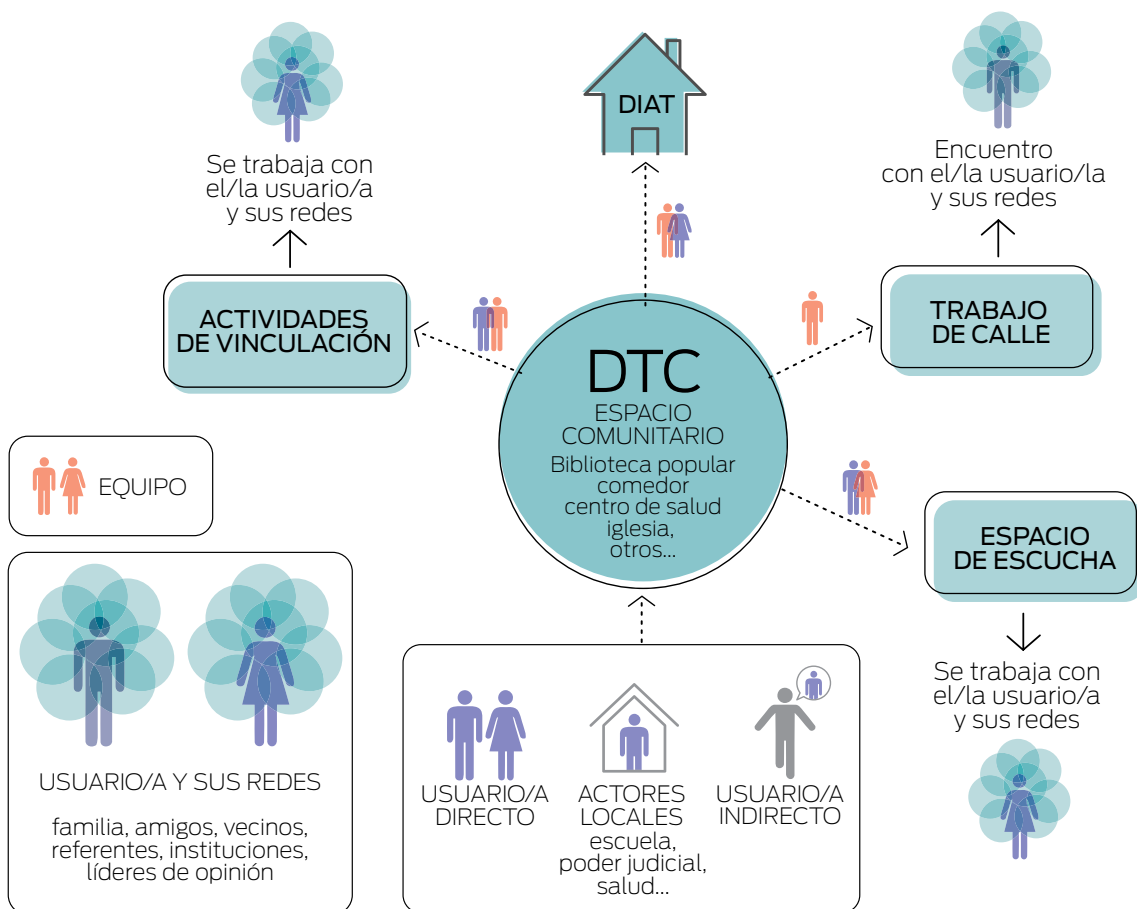 DIAT
Se trabaja con
el/la usuario/a
y sus redes
Encuentro
con el/la usuario/la
y sus redes
ACTIVIDADES
DE VINCULACIÓN
TRABAJO
DE CALLE
DTC
ESPACIO
COMUNITARIO
Biblioteca popular
comedor
centro de salud
iglesia,
otros...
EQUIPO
ESPACIO
DE ESCUCHA
Se trabaja con
el/la usuario/a
y sus redes
USUARIO/A Y SUS REDES
familia, amigos, vecinos,
referentes, instituciones,
líderes de opinión
USUARIO/A
DIRECTO
ACTORES
LOCALES
escuela,
poder judicial,
salud...
USUARIO/A
INDIRECTO